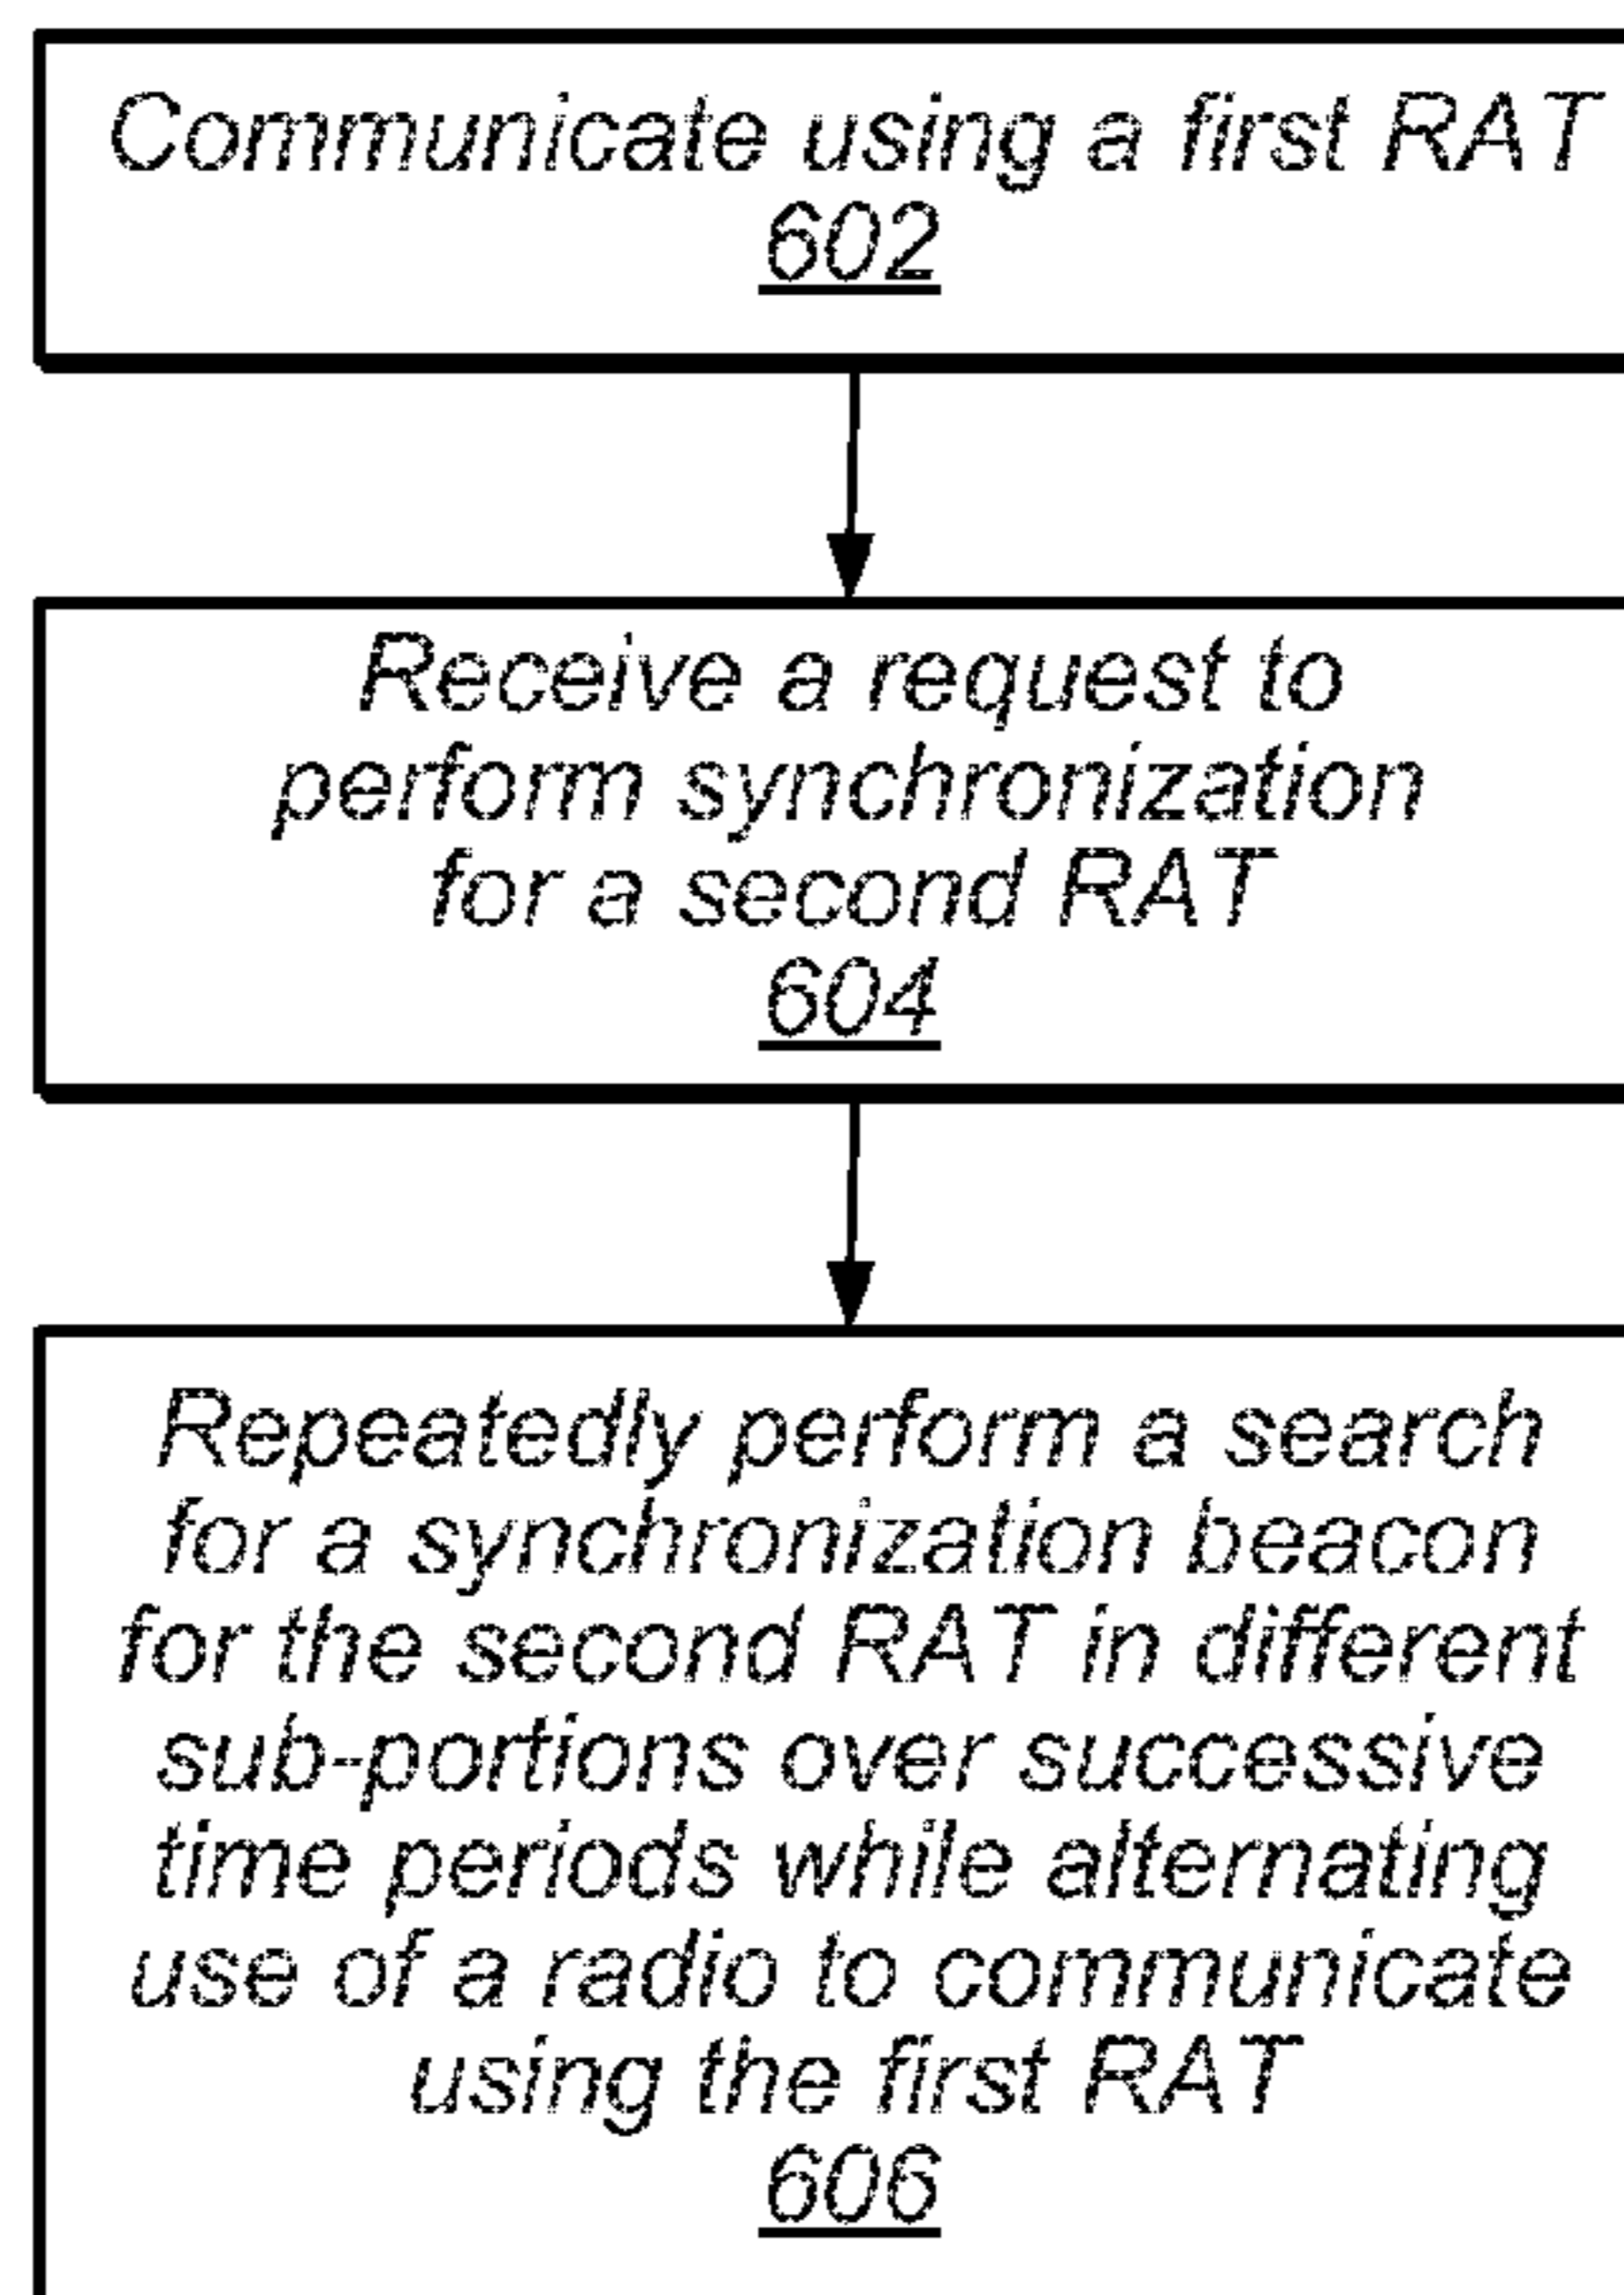 Communicate using a first RAT
602
Receive a request to
perform synchronization
for a second RAT
604
Repeatedly perform a search
for a synchronization beacon
for the second RAT in different
sub-portions over successive
time periods while alternating
use of a radio to communicate
using the first RAT
606